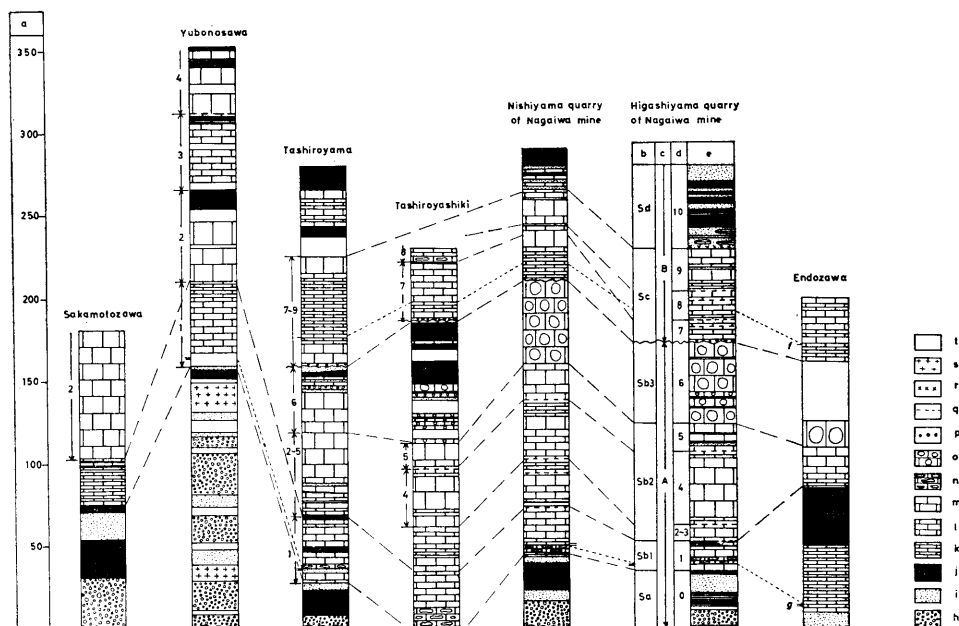 a
350
300
250
200
150
100
50
Sakamotozawa
2
Yubonosawa
4
3
2
1
Tashiroyama
7-9
6
2-5
1
Tashiroyashiki
8
7
5
4
Nishiyama quarry
of Nagaiwa mine
Higashiyama quarry
of Nagaiwa mine
b
c
d
e
Sd
Sc
Sb3
Sb2
Sb1
Sa
B
A
10
9
8
7
6
5
4
2-3
1
0
Endozawa
f
g
t
s
r
q
p
o
n
m
l
k
j
i
h